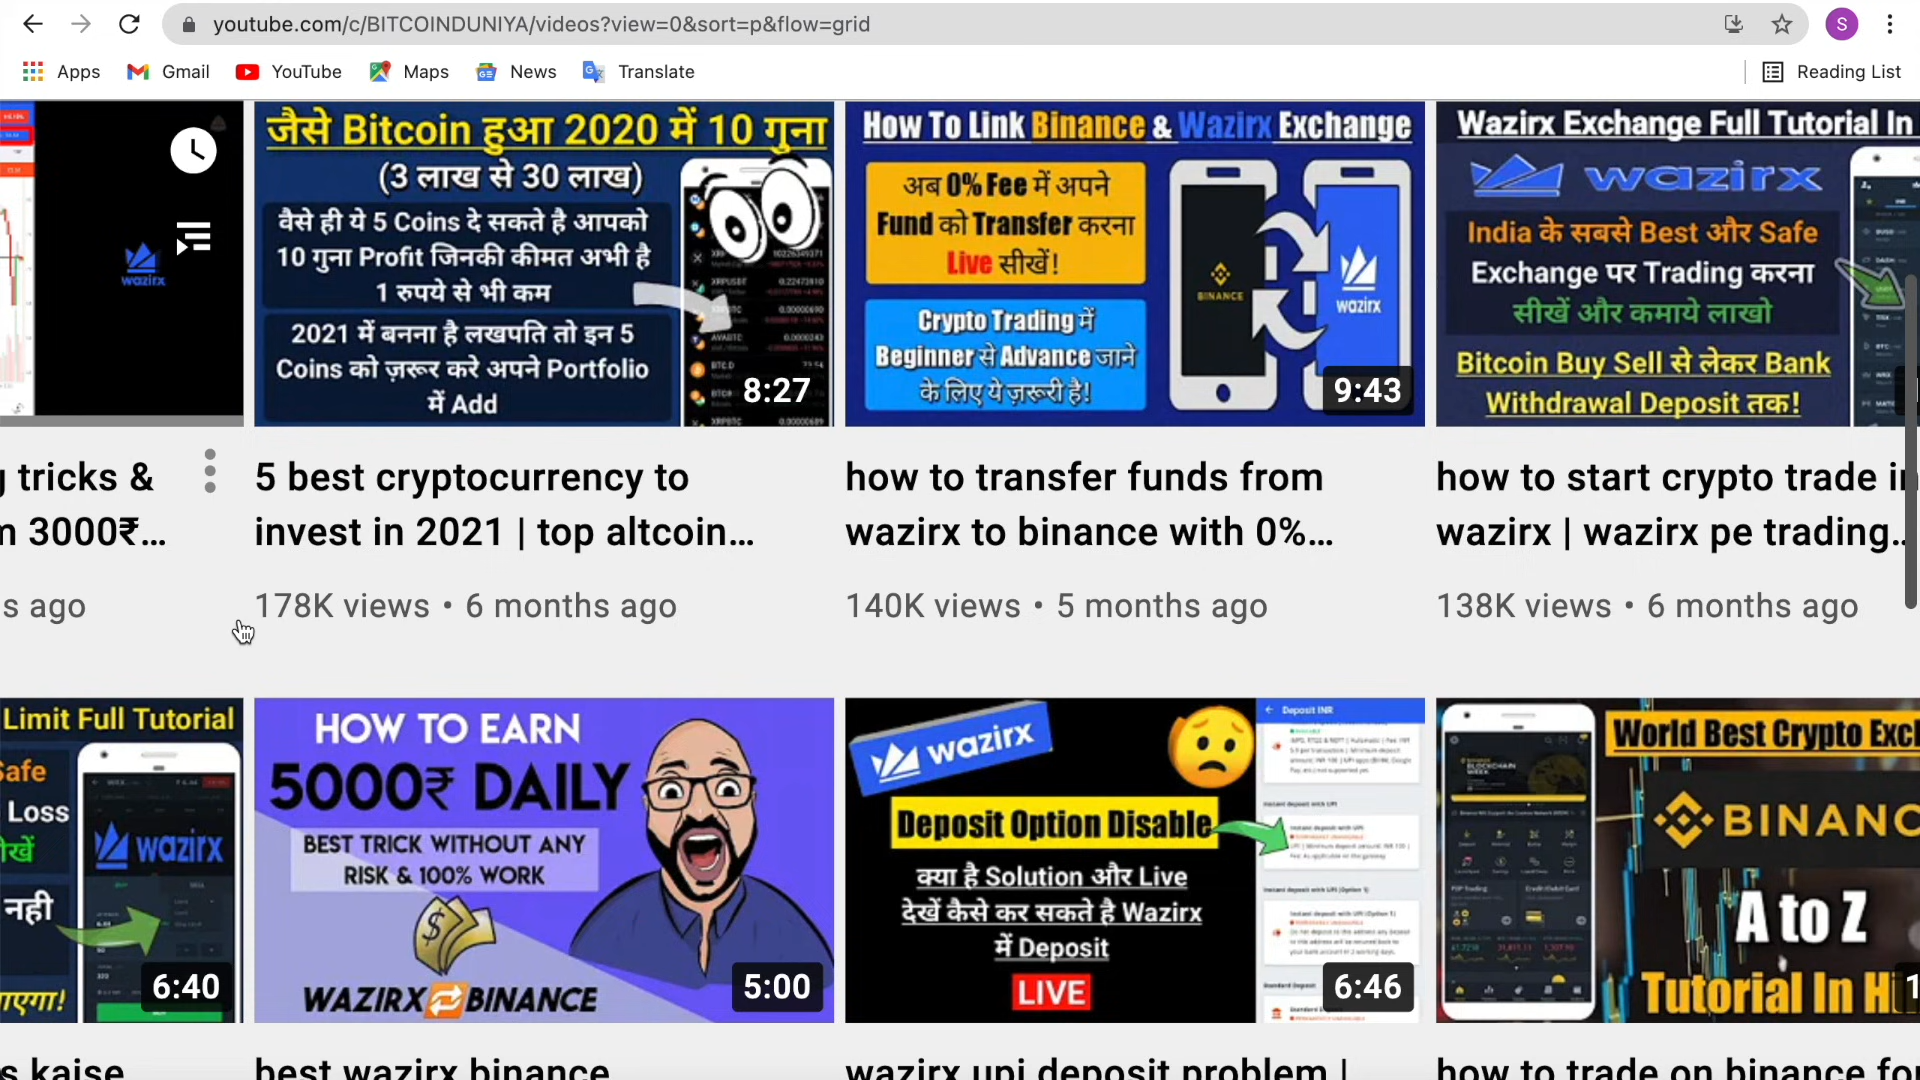 youtube.com/c/BITCOINDUNIYA/videos?view=0&sort=p&flow=grid
S
Apps
Gmail
YouTube
Maps
News
Translate
Reading List
wazirx
जैसे Bitcoin हुआ 2020 में 10 गुना
(3 लाख से 30 लाख)
वैसे ही ये 5 Coins दे सकते है आपको
10 गुना Profit जिनकी कीमत अभी है
1 रुपये से भी कम
2021 में बनना है लखपति तो इन 5
Coins को ज़रूर करे अपने Portfolio
में Add
8:27
How To Link Binance & Wazirx Exchange
अब 0% Fee में अपने
Fund को Transfer करना
Live सीखें!
Crypto Trading में
Beginner से Advance जाने
के लिए ये ज़रूरी है!
BINANCE
wazirx
9:43
Wazirx Exchange Full Tutorial In
wazirx
India के सबसे Best और Safe
Exchange पर Trading करना
सीखें और कमाये लाखो
Bitcoin Buy Sell से लेकर Bank
Withdrawal Deposit तक!
tricks &
3000₹...
s ago
5 best cryptocurrency to
invest in 2021 | top altcoin...
178K views • 6 months ago
how to transfer funds from
wazirx to binance with 0%...
140K views • 5 months ago
how to start crypto trade in
wazirx | wazirx pe trading...
138K views • 6 months ago
Limit Full Tutorial
Safe
Loss
नही
wazirx
6:40
HOW TO EARN
5000₹ DAILY
BEST TRICK WITHOUT ANY
RISK & 100% WORK
WAZIRX BINANCE
5:00
wazirx
Deposit Option Disable
क्या है Solution और Live
देखें कैसे कर सकते है Wazirx
में Deposit
LIVE
Deposit INR
6:46
World Best Crypto Exc
BINANC
A to Z
Tutorial In Hi
s kaise
best wazirx binance
wazirx upi deposit problem |
how to trade on binance fo